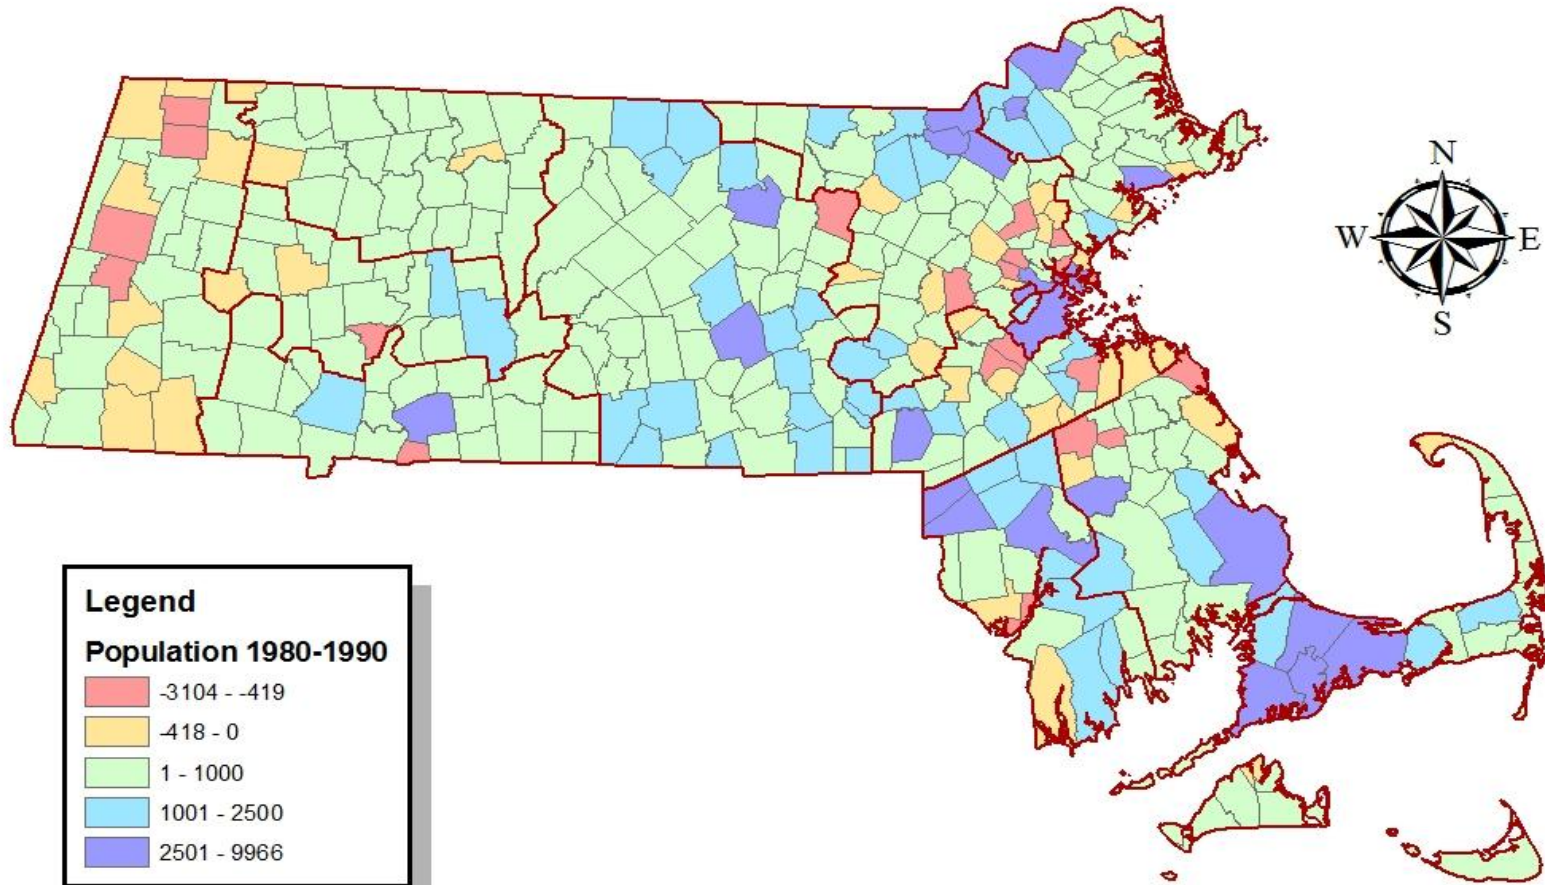 N
W E
S
Legend
Population 1980-1990
-3104 - -419
-418 - 0
1 - 1000
1001 - 2500
2501 - 9966